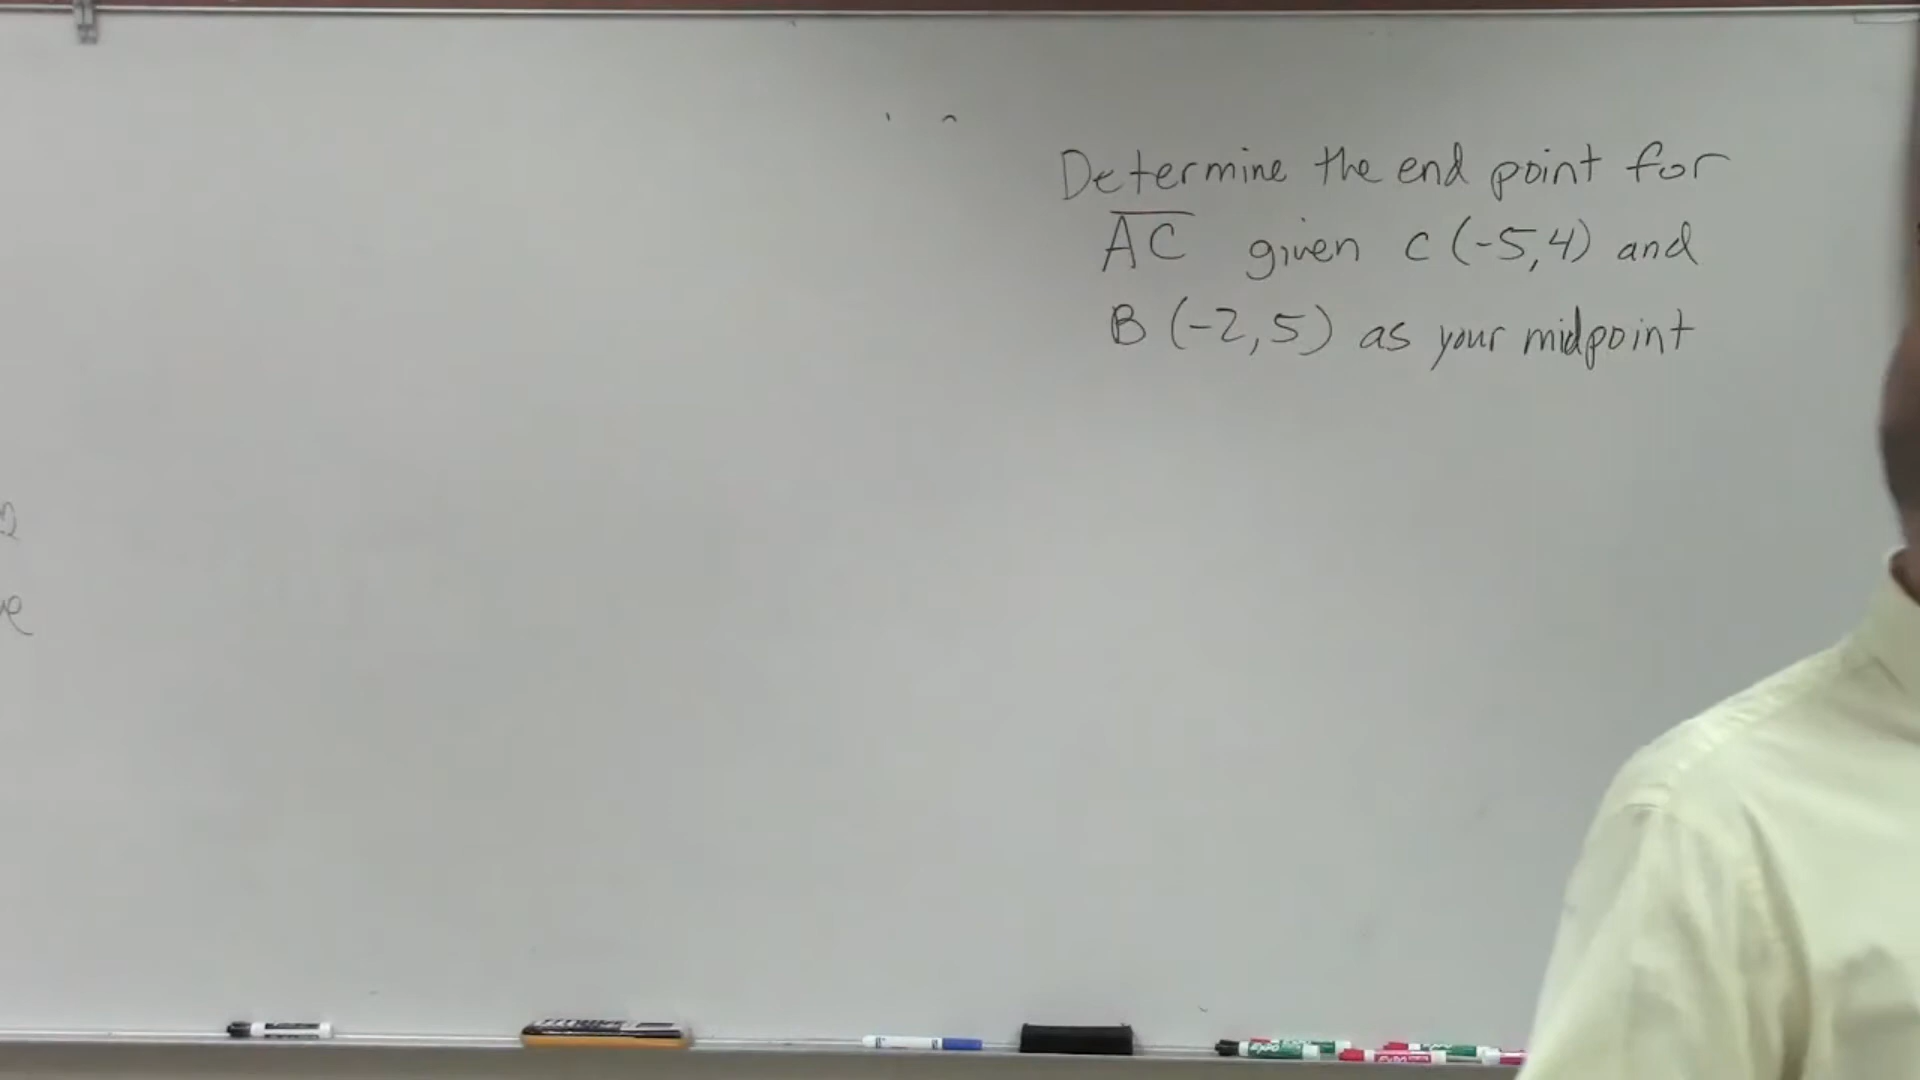 Determine the end point for
AC given C (-5,4) and
B (-2,5) as your midpoint